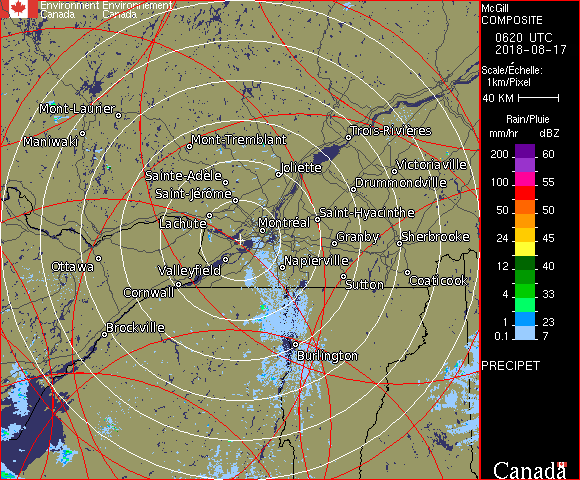 Environment Environnement
Canada Canada
McGill
COMPOSITE
0620 UTC
2018-08-17
Scale/Échelle:
1km/Pixel
40 KM
Rain/Pluie
mm/hr dBZ
200 60
100 55
50 50
24 45
12 40
4 33
2 30
1 23
0.1 7
PRECIPET
Canada
Mont-Laurier
Maniwaki
Mont-Tremblant
Trois-Rivières
Joliette
Victoriaville
Sainte-Adèle
Drummondville
Saint-Jérôme
Saint-Hyacinthe
Lachute
Montréal
Granby
Sherbrooke
Ottawa
Valleyfield
Napierville
Coaticook
Sutton
Cornwall
Brockville
Burlington